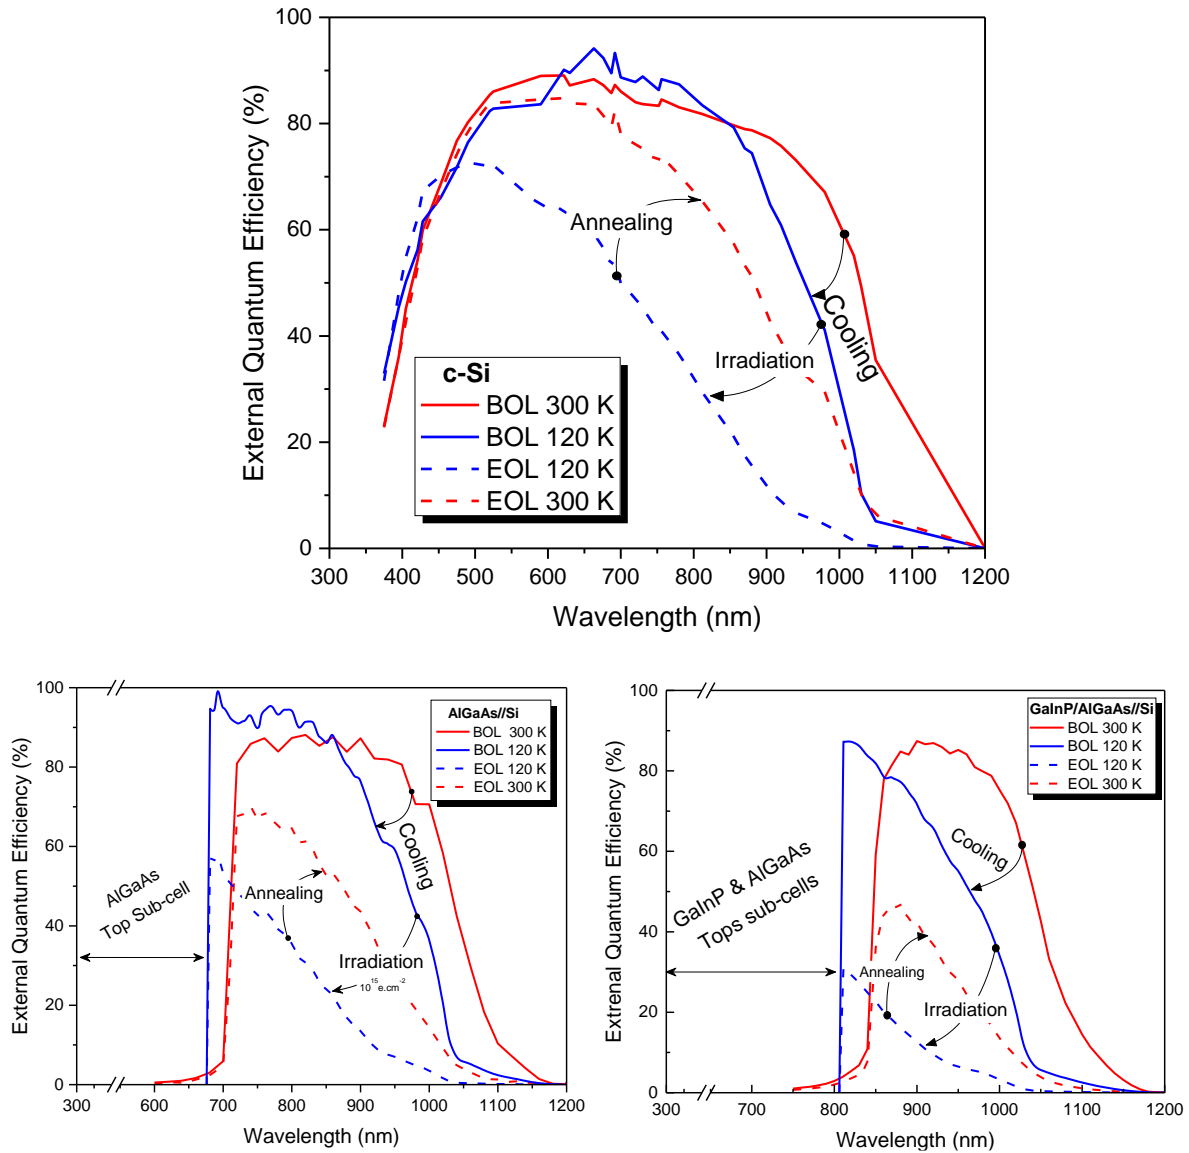 100
80
60
40
20
0
External Quantum Efficiency (%)
Annealing
Irradiation
Cooling
c-Si
BOL 300 K
BOL 120 K
EOL 120 K
EOL 300 K
300 400 500 600 700 800 900 1000 1100 1200
Wavelength (nm)
100
80
60
40
20
0
External Quantum Efficiency (%)
AlGaAs//Si
BOL 300 K
BOL 120 K
EOL 120 K
EOL 300 K
Cooling
AlGaAs
Top Sub-cell
Annealing
Irradiation
10¹⁵e.cm⁻²
300 600 700 800 900 1000 1100 1200
Wavelength (nm)
100
80
60
40
20
0
Extrenal Quantum Efficiency (%)
GaInP/AlGaAs//Si
BOL 300 K
BOL 120 K
EOL 120 K
EOL 300 K
Cooling
GaInP & AlGaAs
Tops sub-cells
Annealing
Irradiation
300 700 800 900 1000 1100 1200
Wavelength (nm)